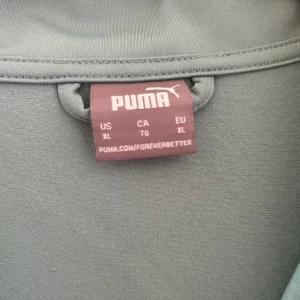 PUMA
US CA EU
XL TG XL
PUMA.COM/FOREVERBETTER